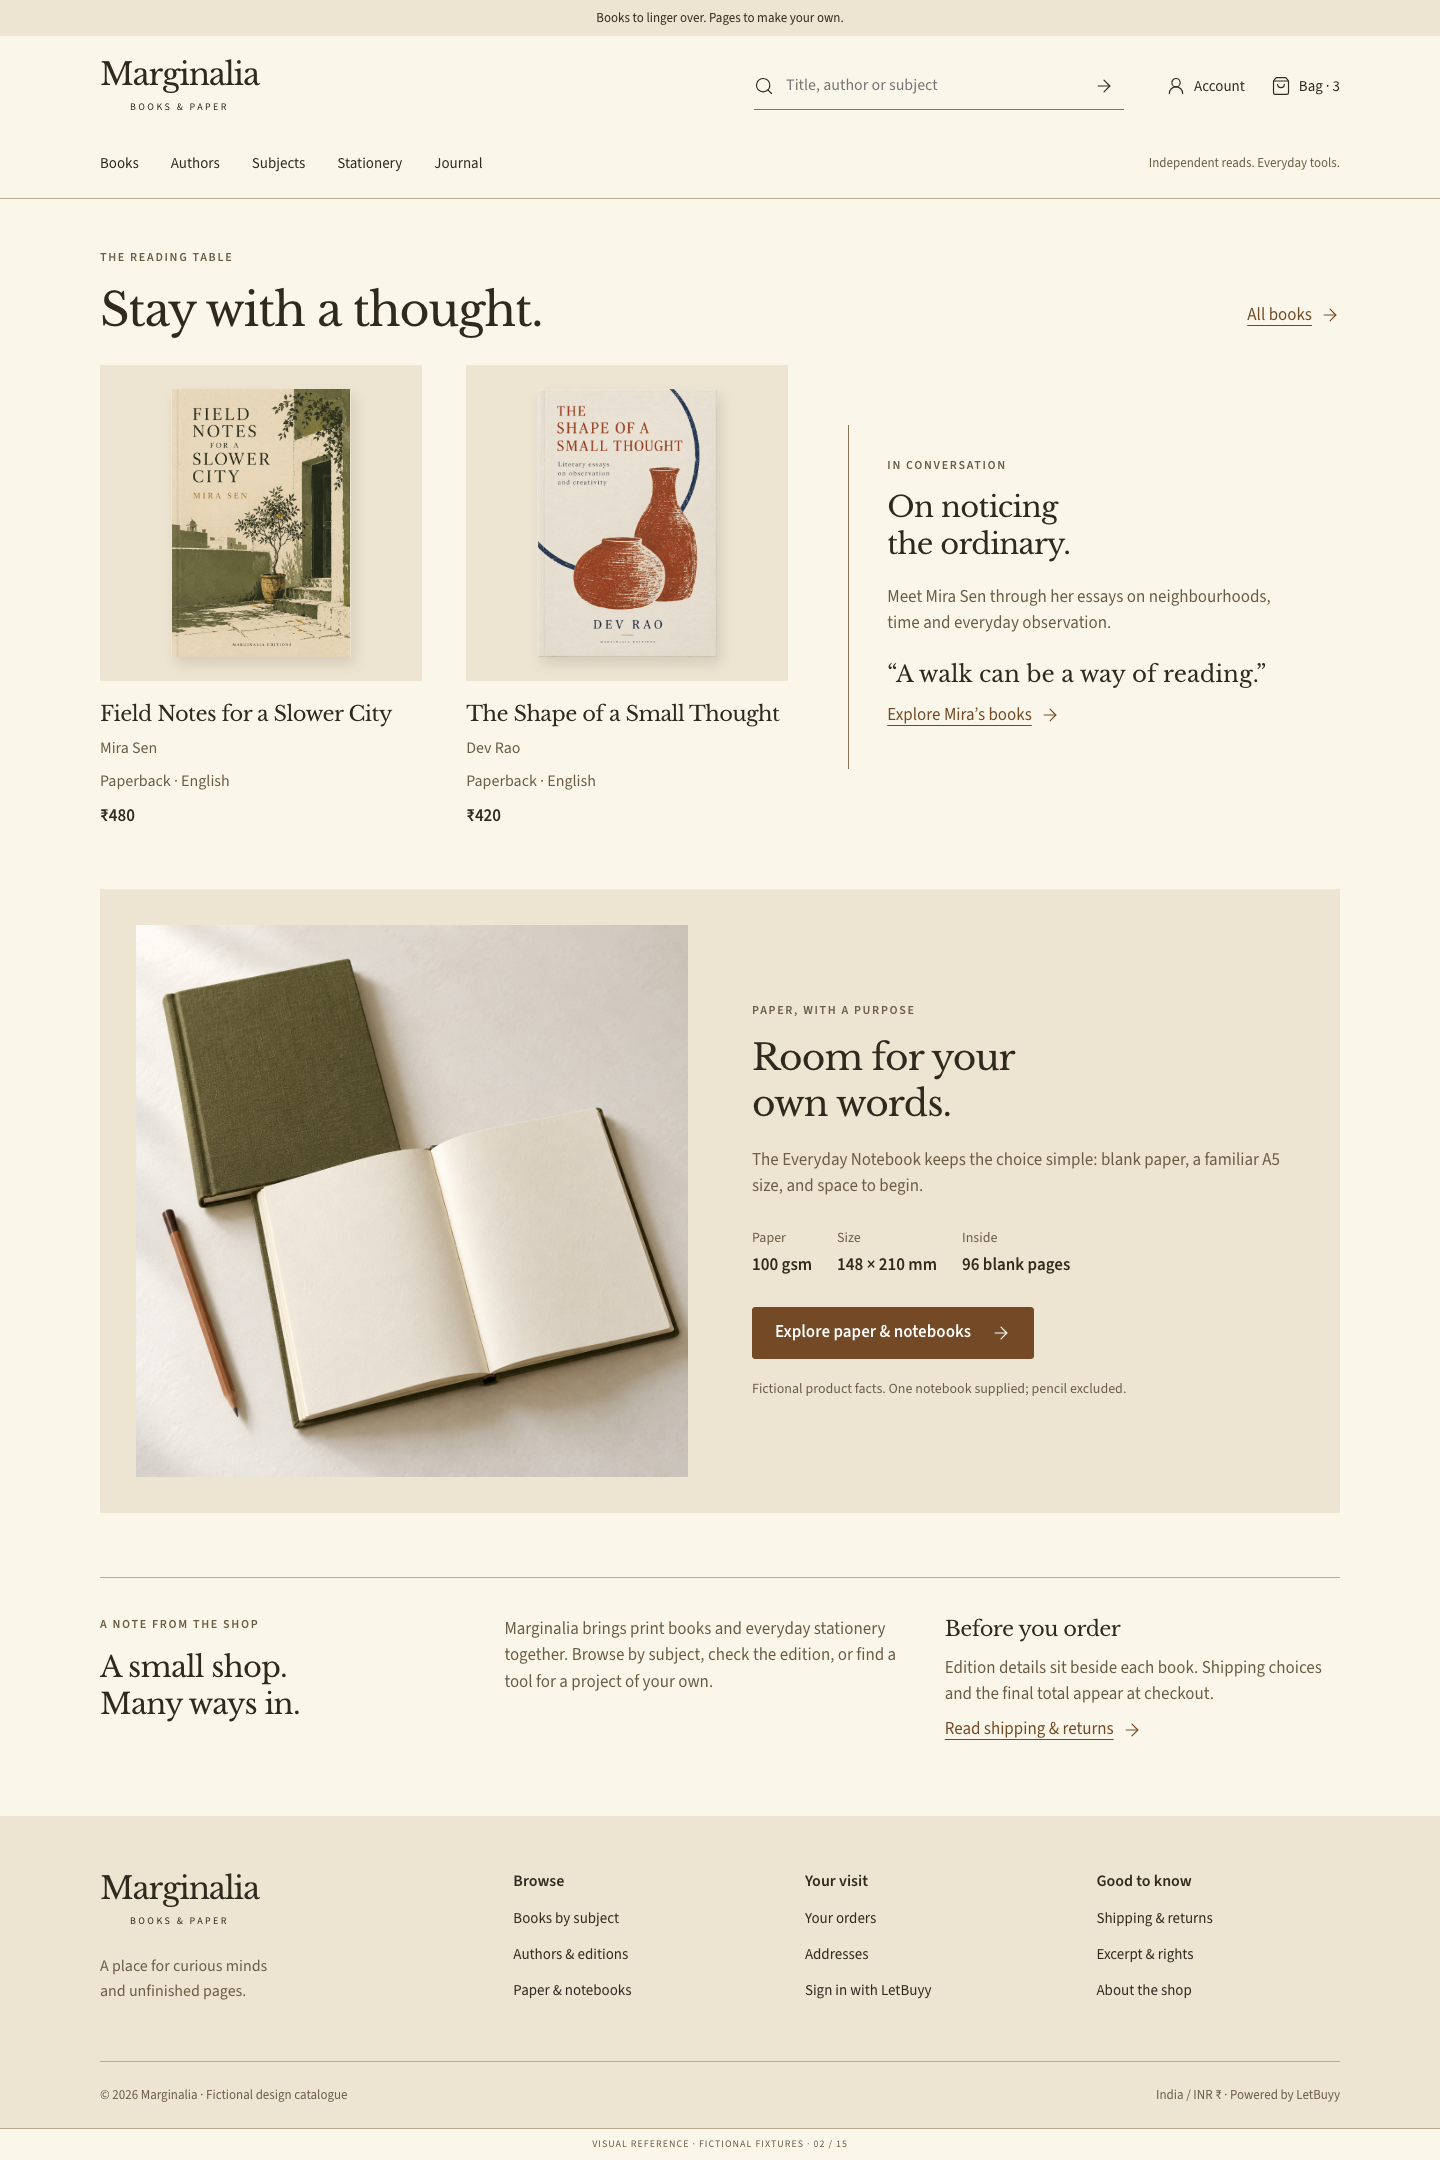 Books to linger over. Pages to make your own.
Marginalia
BOOKS & PAPER
Title, author or subject
Account
Bag · 3
Books
Authors
Subjects
Stationery
Journal
Independent reads. Everyday tools.
THE READING TABLE
Stay with a thought.
All books
FIELD
NOTES
FOR A
SLOWER
CITY
MIRA SEN
MARGINALIA EDITIONS
THE
SHAPE OF A
SMALL THOUGHT
Literary essays
on observation
and creativity
DEV RAO
MARGINALIA EDITIONS
Field Notes for a Slower City
Mira Sen
Paperback · English
₹480
The Shape of a Small Thought
Dev Rao
Paperback · English
₹420
IN CONVERSATION
On noticing
the ordinary.
Meet Mira Sen through her essays on neighbourhoods,
time and everyday observation.
“A walk can be a way of reading.”
Explore Mira’s books
PAPER, WITH A PURPOSE
Room for your
own words.
The Everyday Notebook keeps the choice simple: blank paper, a familiar A5
size, and space to begin.
Paper
100 gsm
Size
148 × 210 mm
Inside
96 blank pages
Explore paper & notebooks
Fictional product facts. One notebook supplied; pencil excluded.
A NOTE FROM THE SHOP
A small shop.
Many ways in.
Marginalia brings print books and everyday stationery
together. Browse by subject, check the edition, or find a
tool for a project of your own.
Before you order
Edition details sit beside each book. Shipping choices
and the final total appear at checkout.
Read shipping & returns
Marginalia
BOOKS & PAPER
A place for curious minds
and unfinished pages.
Browse
Books by subject
Authors & editions
Paper & notebooks
Your visit
Your orders
Addresses
Sign in with LetBuyy
Good to know
Shipping & returns
Excerpt & rights
About the shop
© 2026 Marginalia · Fictional design catalogue
India / INR ₹ · Powered by LetBuyy
VISUAL REFERENCE · FICTIONAL FIXTURES · 02 / 15